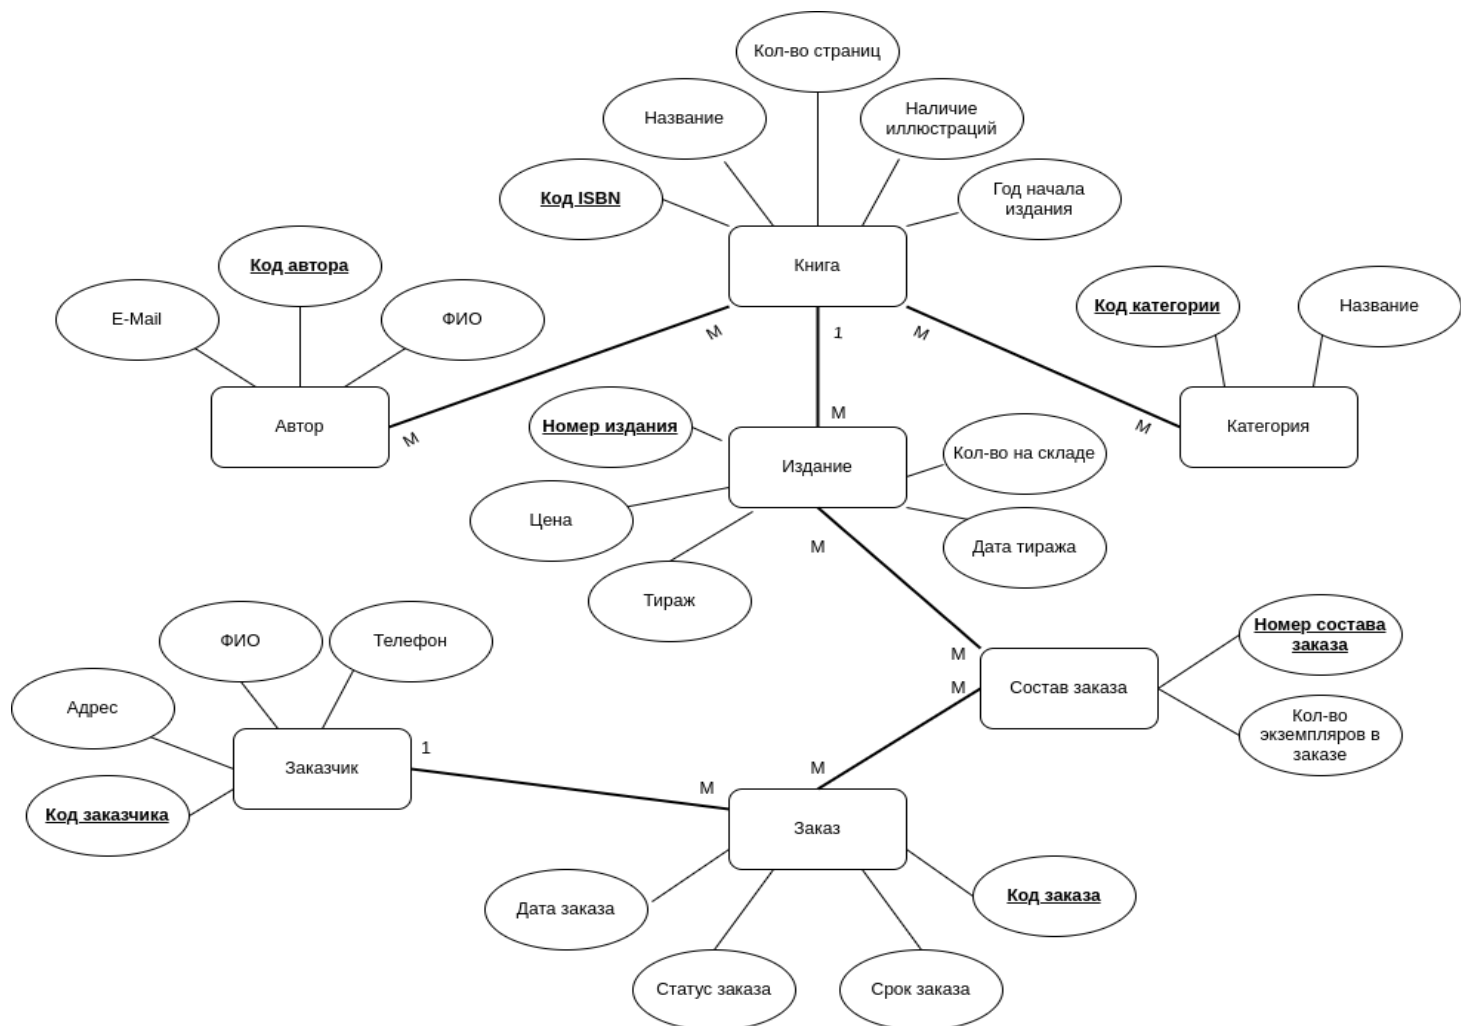 Кол-во страниц
Название
Наличие
иллюстраций
Код ISBN
Год начала
издания
Книга
Код автора
E-Mail
ФИО
Код категории
Название
М
1
М
Автор
М
М
М
Категория
Номер издания
Издание
Кол-во на складе
Цена
М
Дата тиража
Тираж
ФИО
Телефон
Номер состава
заказа
М
М
Состав заказа
Адрес
Кол-во
экземпляров в
заказе
1
Заказчик
М
М
Код заказчика
Заказ
Дата заказа
Код заказа
Статус заказа
Срок заказа